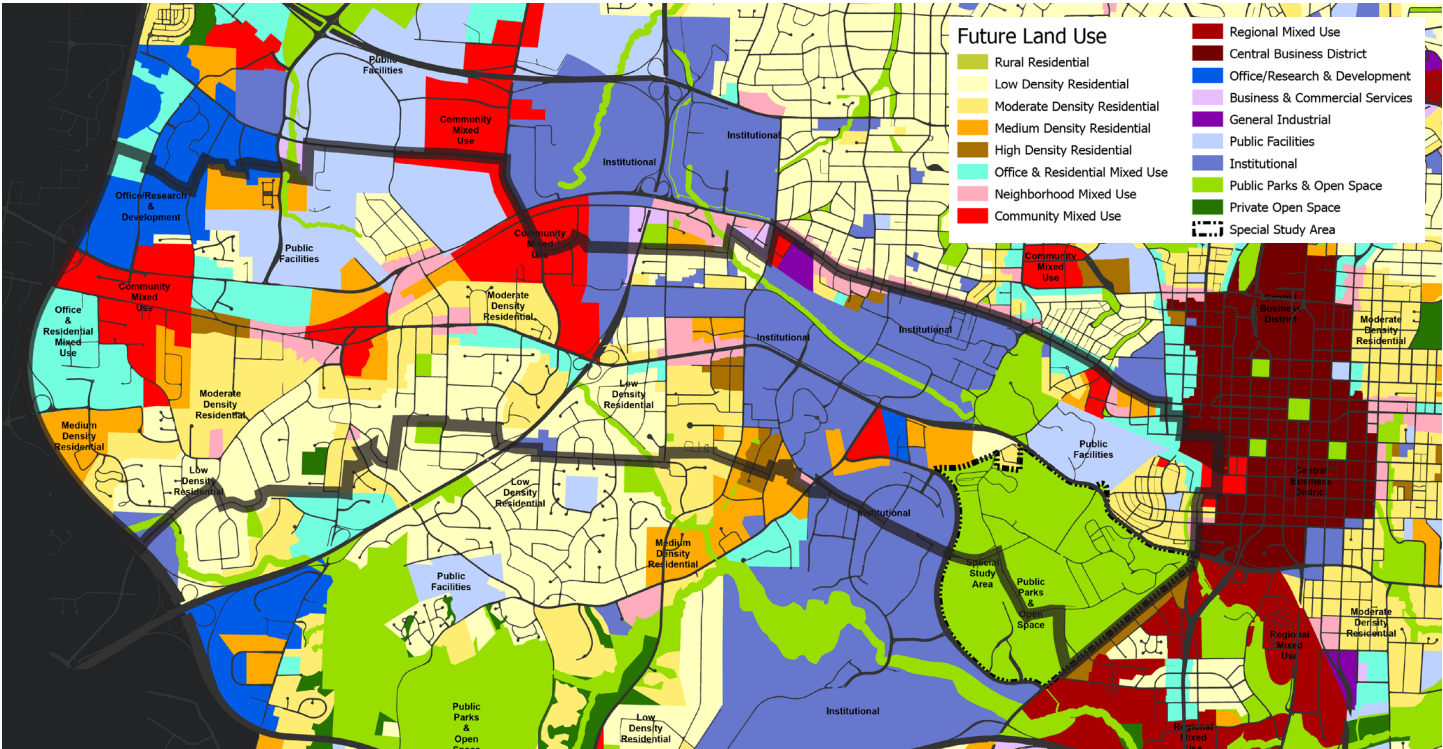 Future Land Use
Rural Residential
Low Density Residential
Moderate Density Residential
Medium Density Residential
High Density Residential
Office & Residential Mixed Use
Neighborhood Mixed Use
Community Mixed Use
Regional Mixed Use
Central Business District
Office/Research & Development
Business & Commercial Services
General Industrial
Public Facilities
Institutional
Public Parks & Open Space
Private Open Space
Special Study Area
Public
Facilities
Community
Mixed
Use
Institutional
Institutional
Office/Research
&
Development
Public
Facilities
Community
Mixed
Use
Community
Mixed
Use
Community
Mixed
Use
Office
&
Residential
Mixed
Use
Moderate
Density
Residential
Central
Business
District
Institutional
Institutional
Moderate
Density
Residential
Low
Density
Residential
Moderate
Density
Residential
Medium
Density
Residential
Public
Facilities
Low
Density
Residential
Low
Density
Residential
Central
Business
District
Institutional
Medium
Density
Residential
Special
Study
Area
Public
Facilities
Public
Parks
&
Open
Space
Moderate
Density
Residential
Regional
Mixed
Use
Public
Parks
&
Open
Space
Low
Density
Residential
Institutional
Regional
Mixed
Use